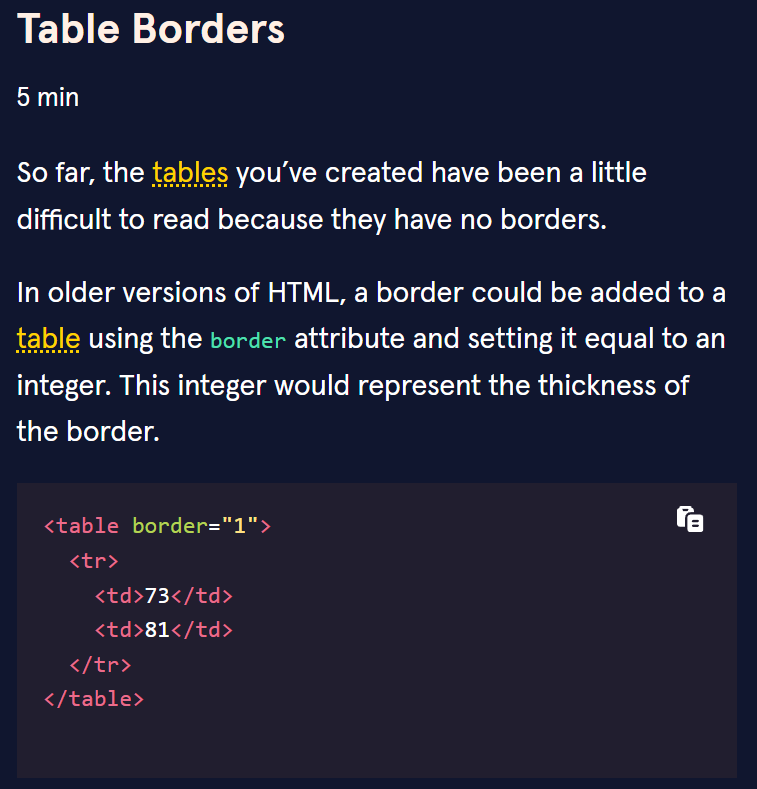 Table Borders
5 min
So far, the tables you’ve created have been a little
difficult to read because they have no borders.
In older versions of HTML, a border could be added to a
table using the border attribute and setting it equal to an
integer. This integer would represent the thickness of
the border.
<table border="1">
  <tr>
    <td>73</td>
    <td>81</td>
  </tr>
</table>